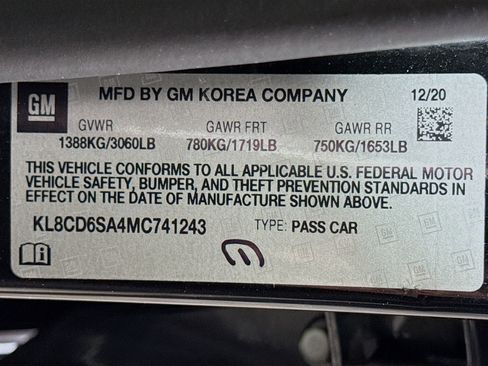 GM MFD BY GM KOREA COMPANY 12/20
GVWR GAWR FRT GAWR RR
1388KG/3060LB 780KG/1719LB 750KG/1653LB
THIS VEHICLE CONFORMS TO ALL APPLICABLE U.S. FEDERAL MOTOR
VEHICLE SAFETY, BUMPER, AND THEFT PREVENTION STANDARDS IN
EFFECT ON THE DATE OF MANUFACTURE SHOWN ABOVE.
KL8CD6SA4MC741243 TYPE: PASS CAR